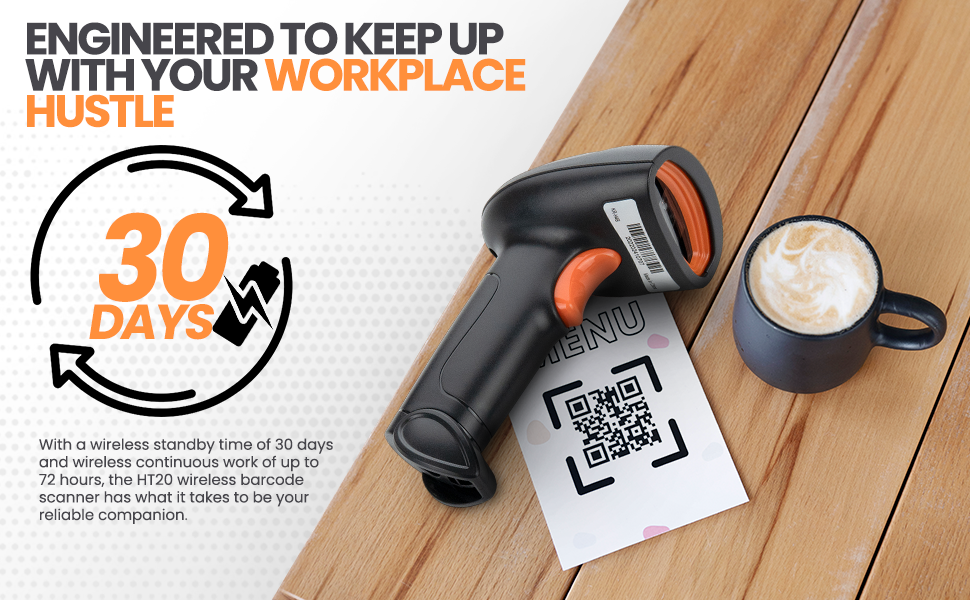 ENGINEERED TO KEEP UP
WITH YOUR WORKPLACE
HUSTLE
30
DAYS
With a wireless standby time of 30 days
and wireless continuous work of up to
72 hours, the HT20 wireless barcode
scanner has what it takes to be your
reliable companion.
MENU